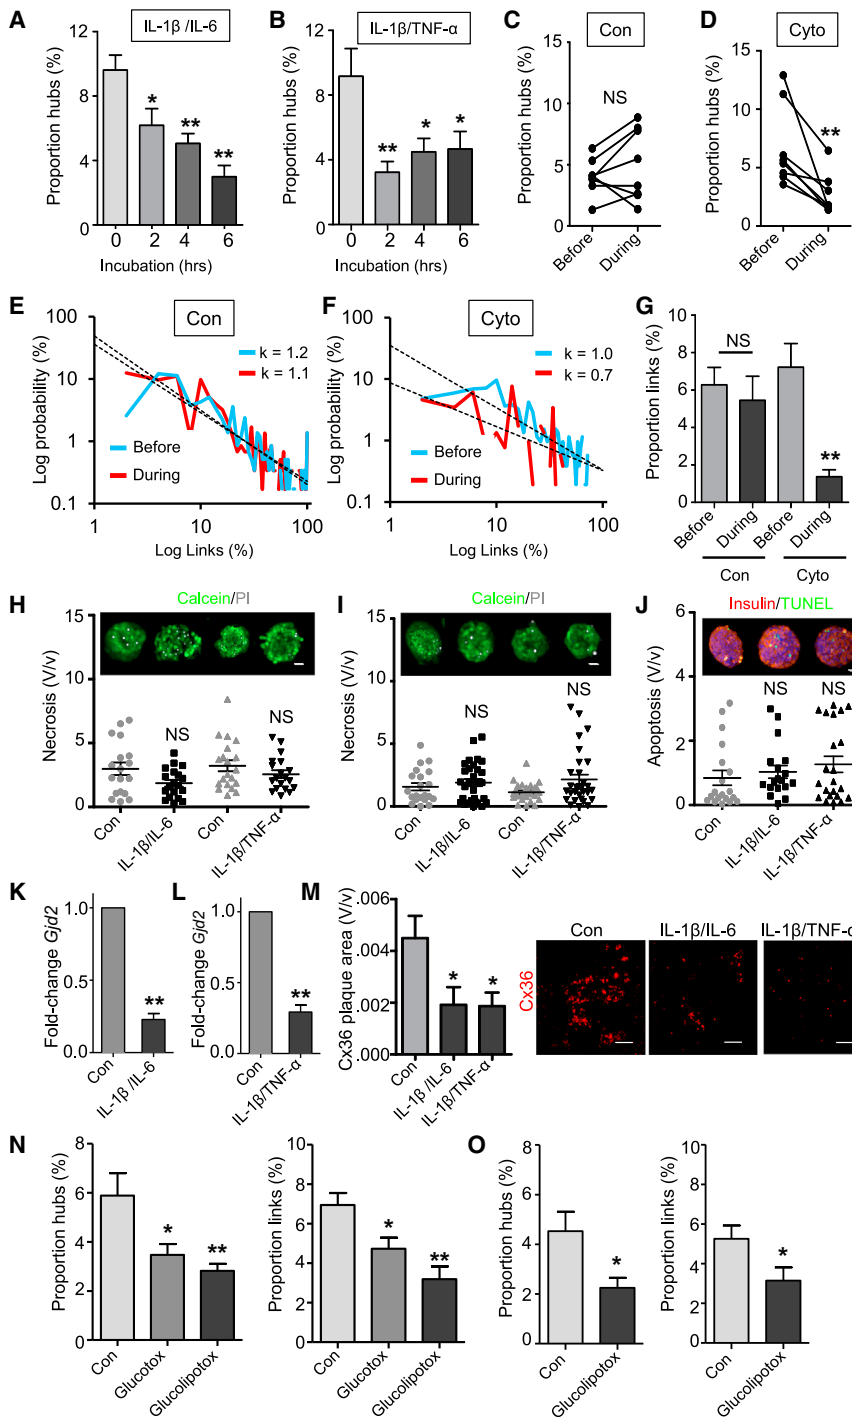 A
IL-1β /IL-6
Proportion hubs (%)
12
9
6
3
0
*
**
**
0 2 4 6
Incubation (hrs)
B
IL-1β/TNF-α
Proportion hubs (%)
12
8
4
0
**
*
*
0 2 4 6
Incubation (hrs)
C
Con
Proportion hubs (%)
15
10
5
0
NS
Before
During
D
Cyto
Proportion hubs (%)
15
10
5
0
**
Before
During
E
Con
Log probability (%)
100
10
1
0.1
k = 1.2
k = 1.1
Before
During
1 10 100
Log Links (%)
F
Cyto
Log probability (%)
100
10
1
0.1
k = 1.0
k = 0.7
Before
During
1 10 100
Log Links (%)
G
Proportion links (%)
10
8
6
4
2
0
NS
**
Before
During
Before
During
Con
Cyto
H
Calcein/PI
Necrosis (V/v)
15
10
5
0
NS
NS
Con
IL-1β/IL-6
Con
IL-1β/TNF-α
I
Calcein/PI
Necrosis (V/v)
15
10
5
0
NS
NS
Con
IL-1β/IL-6
Con
IL-1β/TNF-α
J
Insulin/TUNEL
Apoptosis (V/v)
6
4
2
0
NS
NS
Con
IL-1β/IL-6
IL-1β/TNF-α
K
Fold-change Gjd2
1.0
0.5
0.0
**
Con
IL-1β /IL-6
L
Fold-change Gjd2
1.0
0.5
0.0
**
Con
IL-1β/TNF-α
M
Cx36 plaque area (V/v)
.006
.004
.002
.000
*
*
Con
IL-1β /IL-6
IL-1β/TNF-α
Con
IL-1β/IL-6
IL-1β/TNF-α
Cx36
N
Proportion hubs (%)
8
6
4
2
0
*
**
Con
Glucotox
Glucolipotox
Proportion links (%)
10
8
6
4
2
0
*
**
Con
Glucotox
Glucolipotox
O
Proportion hubs (%)
8
6
4
2
0
*
Con
Glucolipotox
Proportion links (%)
10
8
6
4
2
0
*
Con
Glucolipotox